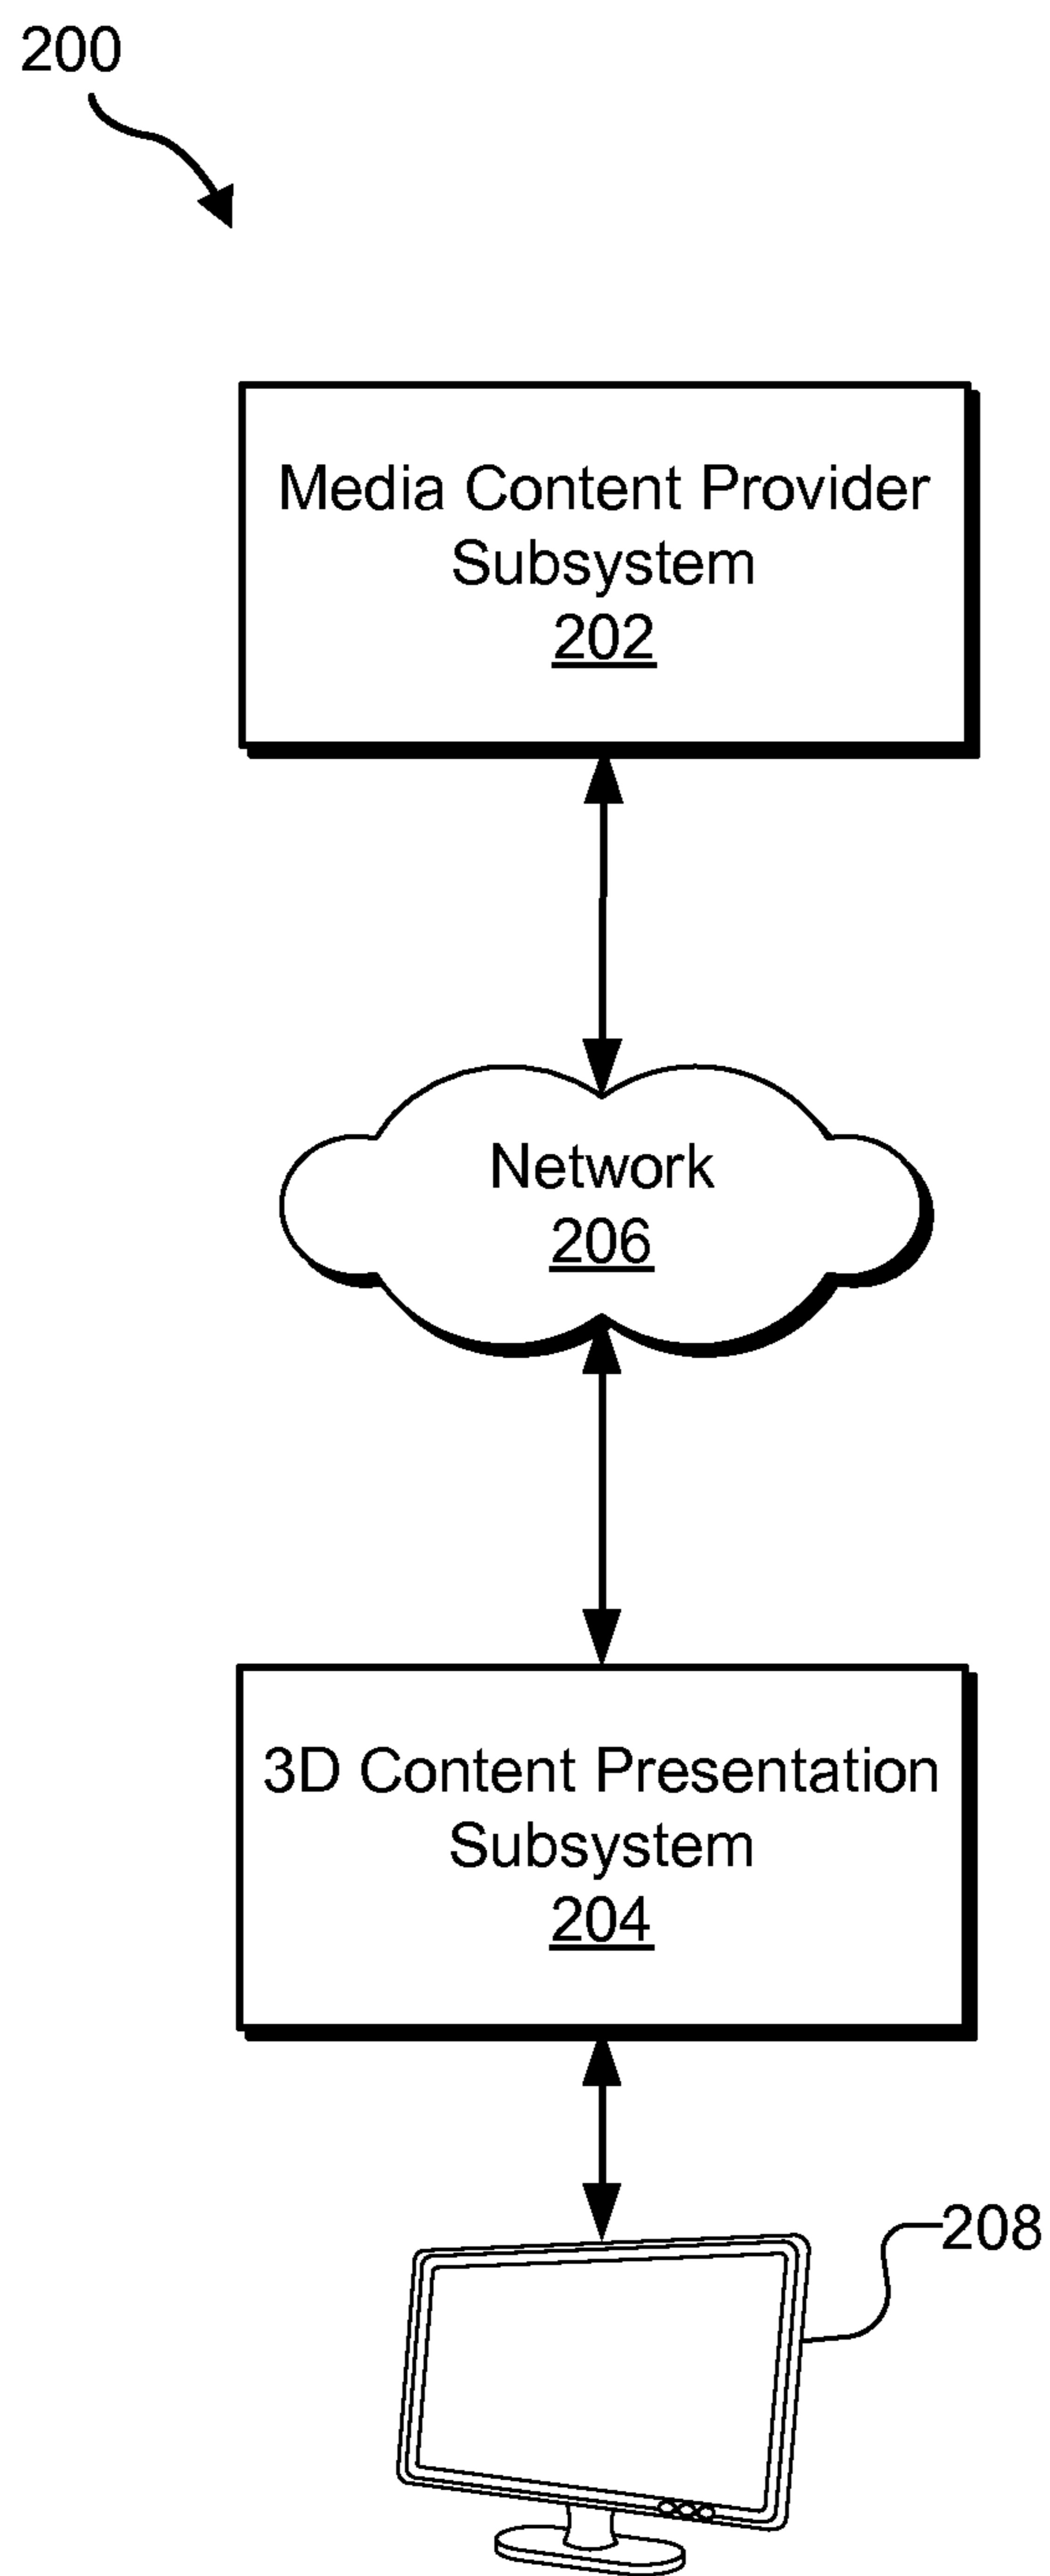 200
Media Content Provider
Subsystem
202
Network
206
3D Content Presentation
Subsystem
204
208